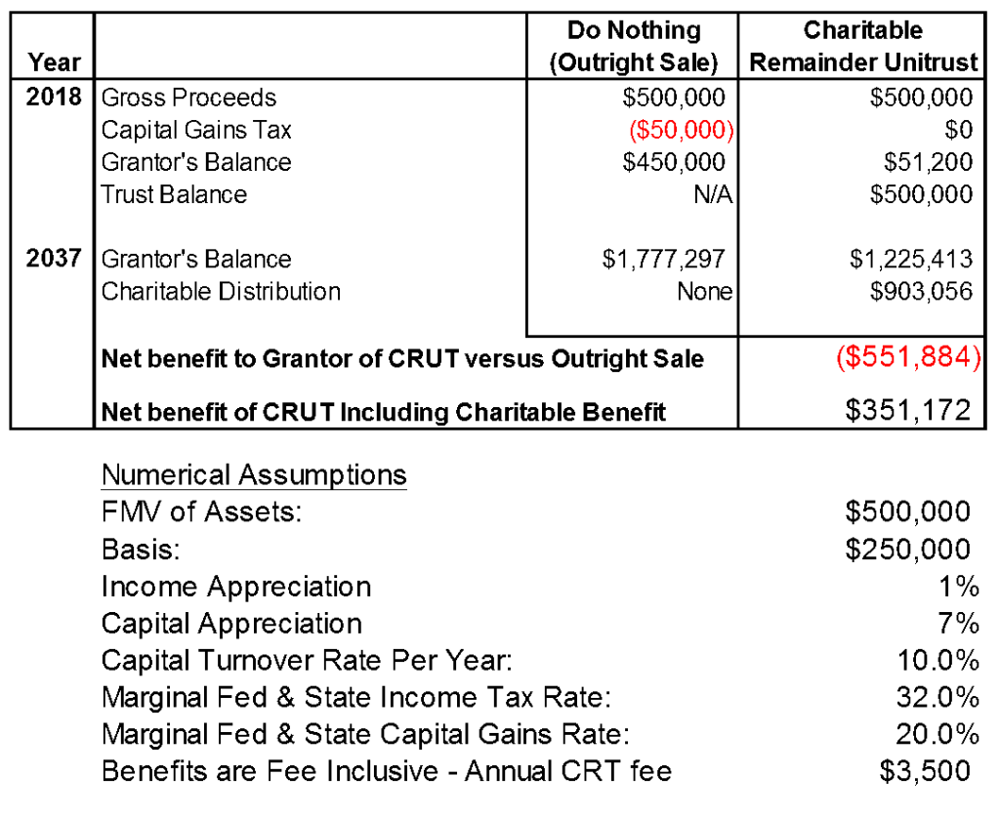 Do Nothing Charitable
Year (Outright Sale) Remainder Unitrust
2018 Gross Proceeds $500,000 $500,000
Capital Gains Tax ($50,000) $0
Grantor's Balance $450,000 $51,200
Trust Balance N/A $500,000
2037 Grantor's Balance $1,777,297 $1,225,413
Charitable Distribution None $903,056
Net benefit to Grantor of CRUT versus Outright Sale ($551,884)
Net benefit of CRUT Including Charitable Benefit $351,172
Numerical Assumptions
FMV of Assets: $500,000
Basis: $250,000
Income Appreciation 1%
Capital Appreciation 7%
Capital Turnover Rate Per Year: 10.0%
Marginal Fed & State Income Tax Rate: 32.0%
Marginal Fed & State Capital Gains Rate: 20.0%
Benefits are Fee Inclusive - Annual CRT fee $3,500